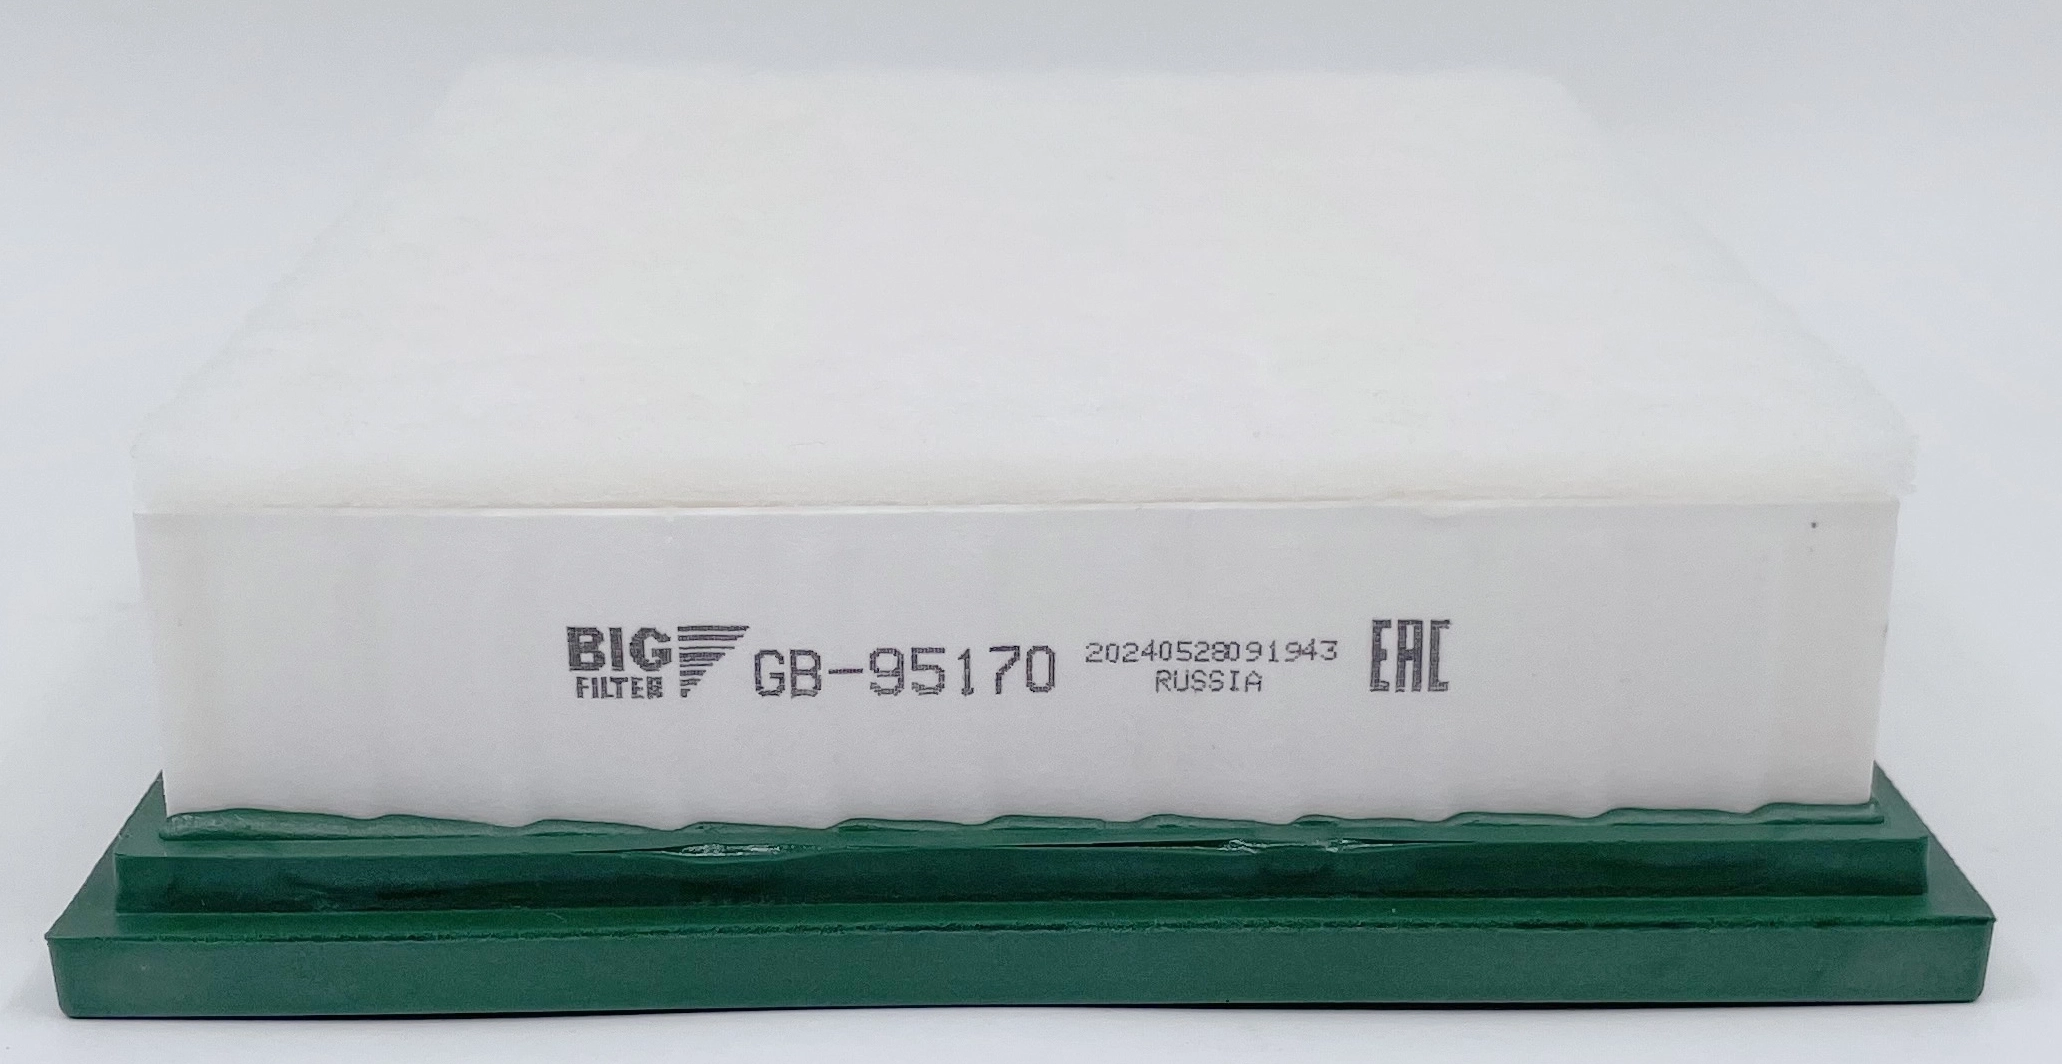 BIG
FILTER
GB-95170
20240528091943
RUSSIA
EAC